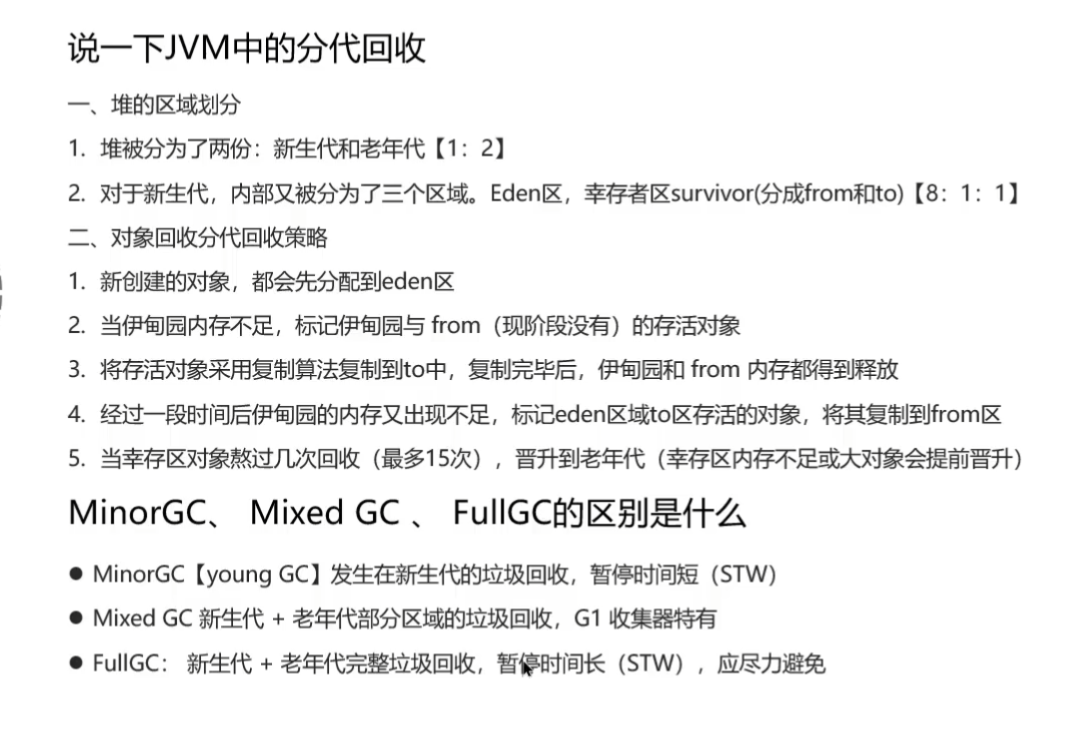 说一下JVM中的分代回收
一、堆的区域划分
1. 堆被分为了两份：新生代和老年代【1：2】
2. 对于新生代，内部又被分为了三个区域。Eden区，幸存者区survivor(分成from和to)【8：1：1】
二、对象回收分代回收策略
1. 新创建的对象，都会先分配到eden区
2. 当伊甸园内存不足，标记伊甸园与 from（现阶段没有）的存活对象
3. 将存活对象采用复制算法复制到to中，复制完毕后，伊甸园和 from 内存都得到释放
4. 经过一段时间后伊甸园的内存又出现不足，标记eden区域to区存活的对象，将其复制到from区
5. 当幸存区对象熬过几次回收（最多15次），晋升到老年代（幸存区内存不足或大对象会提前晋升）
MinorGC、 Mixed GC 、 FullGC的区别是什么
● MinorGC【young GC】发生在新生代的垃圾回收，暂停时间短（STW）
● Mixed GC 新生代 + 老年代部分区域的垃圾回收，G1 收集器特有
● FullGC： 新生代 + 老年代完整垃圾回收，暂停时间长（STW），应尽力避免